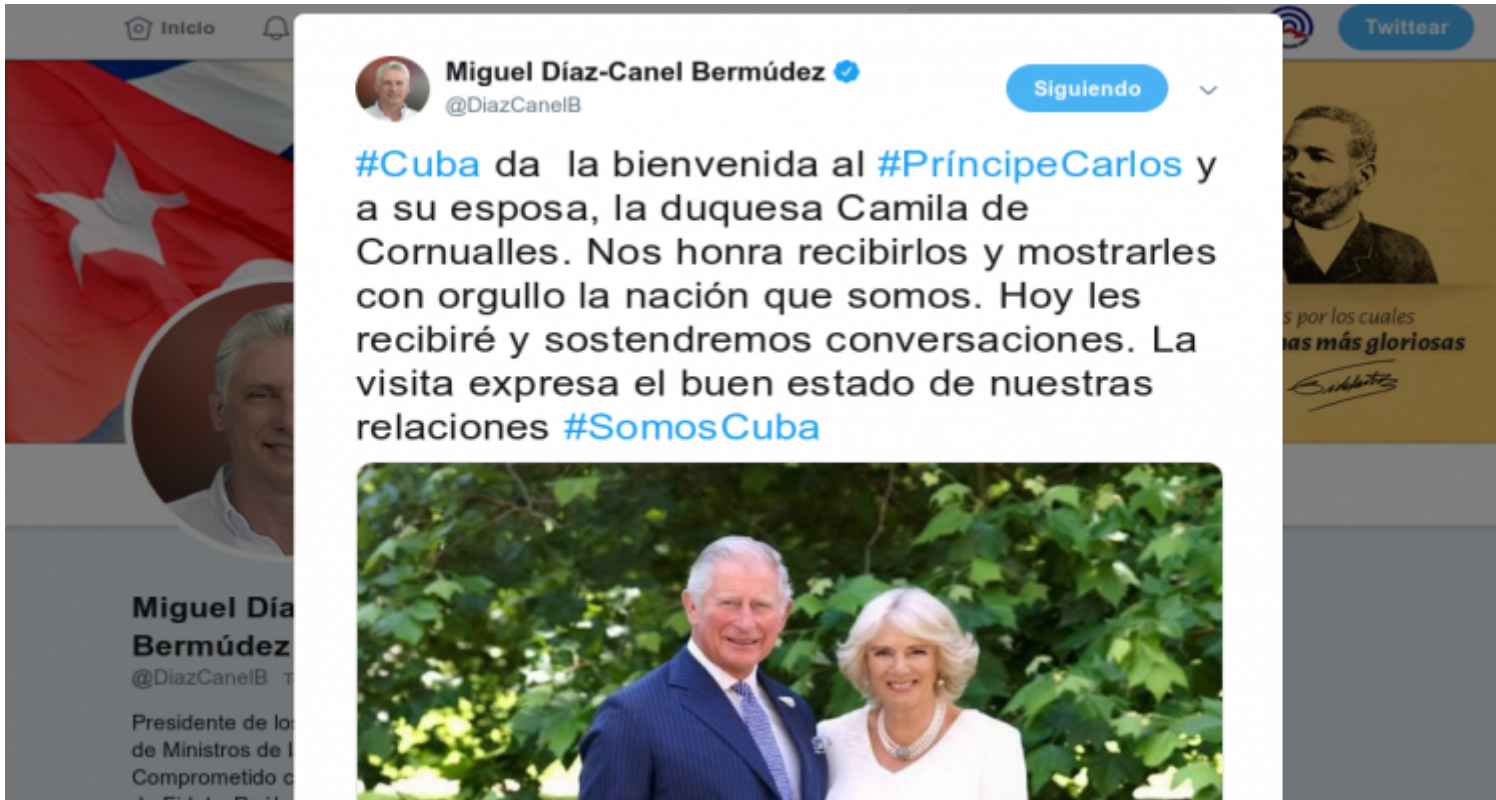 Inicio
Twittear
Miguel Díaz-Canel Bermúdez
@DiazCanelB
Siguiendo
#Cuba da la bienvenida al #PríncipeCarlos y
a su esposa, la duquesa Camila de
Cornualles. Nos honra recibirlos y mostrarles
con orgullo la nación que somos. Hoy les
recibiré y sostendremos conversaciones. La
visita expresa el buen estado de nuestras
relaciones #SomosCuba
por los cuales
más gloriosas
Miguel
Bermúdez
@DiazCanelB
Presidente de
de Ministros de
Comprometido